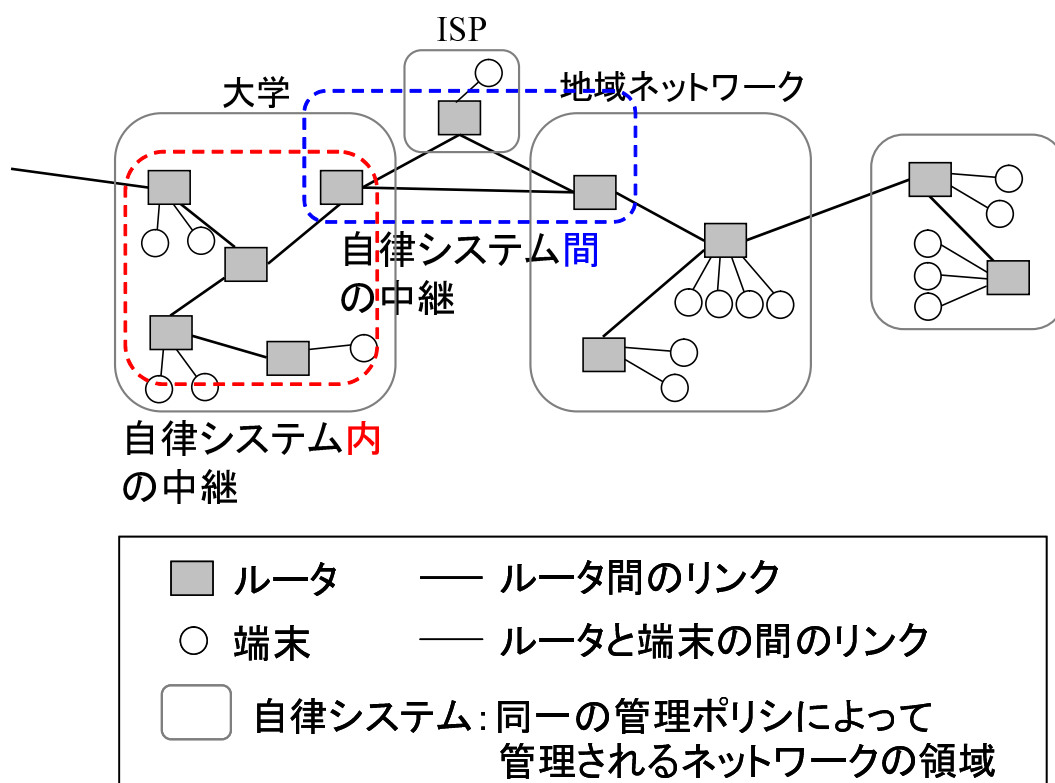 ISP
大学
地域ネットワーク
自律システム間
の中継
自律システム内
の中継
ルータ
ルータ間のリンク
端末
ルータと端末の間のリンク
自律システム：同一の管理ポリシによって
管理されるネットワークの領域